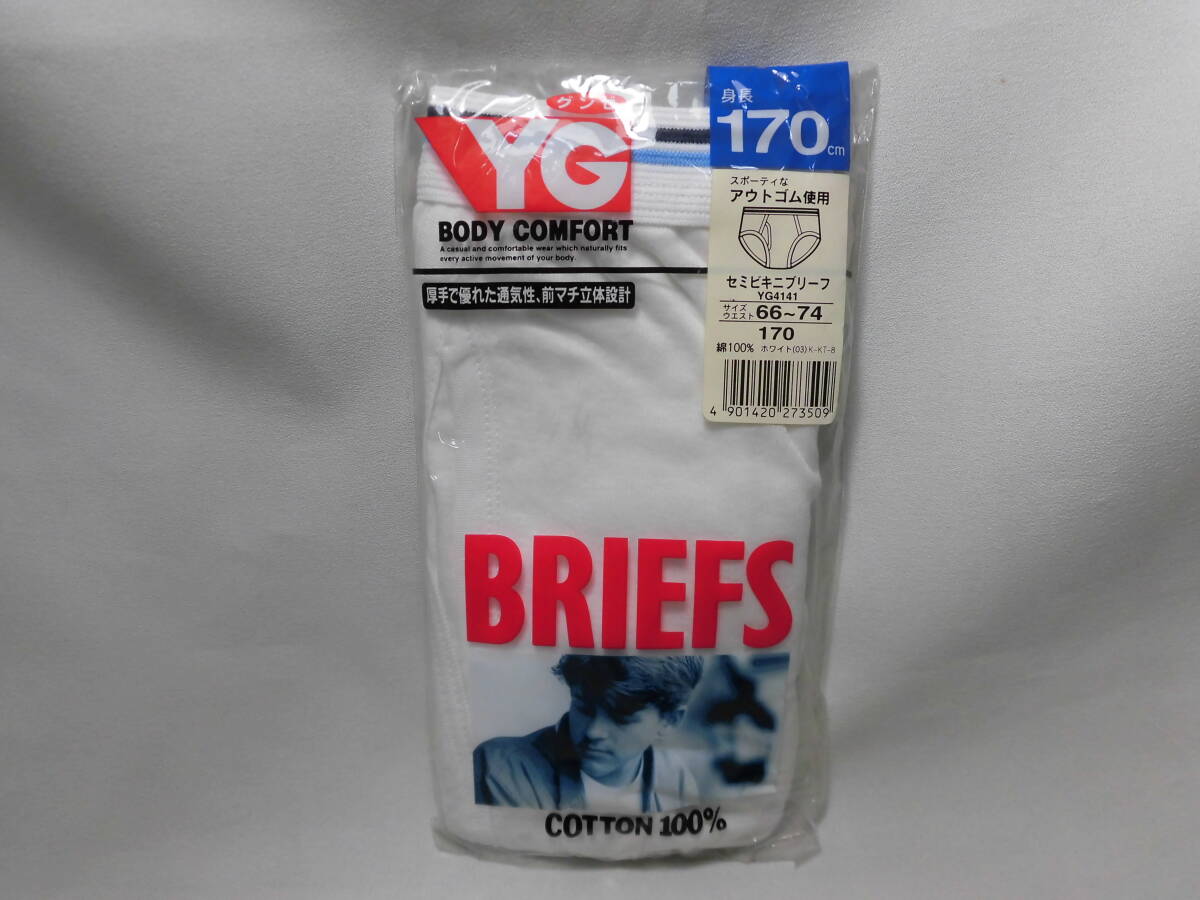 グンゼ
YG
BODY COMFORT
A casual and comfortable wear which naturally fits
every active movement of your body.
厚手で優れた通気性、前マチ立体設計
身長
170cm
スポーティな
アウトゴム使用
セミビキニブリーフ
YG4141
サイズ
ウエスト 66~74
170
綿100% ホワイト(03) K-KT-8
4 901420 273509
BRIEFS
COTTON 100%